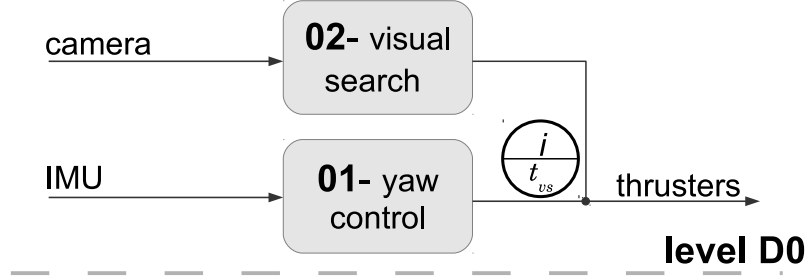 camera
02- visual
search
IMU
01- yaw
control
i
t_vs
thrusters
level D0